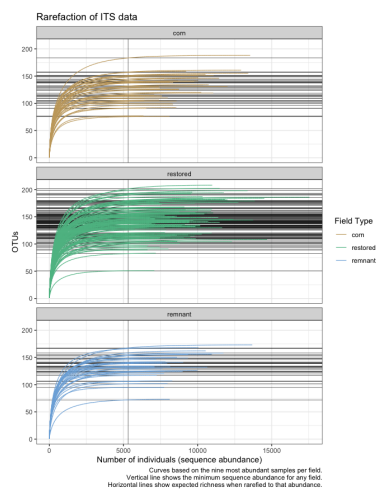 Rarefaction of ITS data
corn
200
150
100
50
0
restored
200
150
100
50
0
remnant
200
150
100
50
0
OTUs
0
5000
10000
15000
Number of individuals (sequence abundance)
Field Type
corn
restored
remnant
Curves based on the nine most abundant samples per field.
Vertical line shows the minimum sequence abundance for any field.
Horizontal lines show expected richness when rarefied to that abundance.